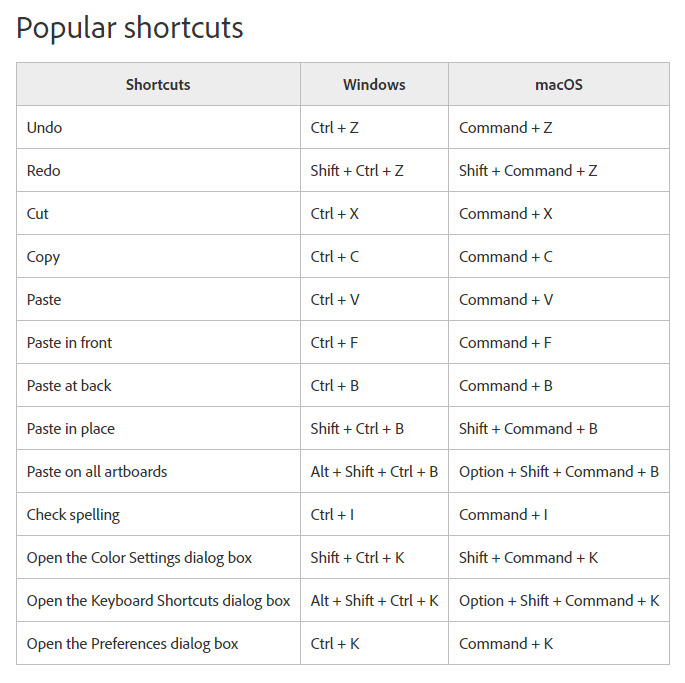 Popular shortcuts
Shortcuts Windows macOS
Undo Ctrl + Z Command + Z
Redo Shift + Ctrl + Z Shift + Command + Z
Cut Ctrl + X Command + X
Copy Ctrl + C Command + C
Paste Ctrl + V Command + V
Paste in front Ctrl + F Command + F
Paste at back Ctrl + B Command + B
Paste in place Shift + Ctrl + B Shift + Command + B
Paste on all artboards Alt + Shift + Ctrl + B Option + Shift + Command + B
Check spelling Ctrl + I Command + I
Open the Color Settings dialog box Shift + Ctrl + K Shift + Command + K
Open the Keyboard Shortcuts dialog box Alt + Shift + Ctrl + K Option + Shift + Command + K
Open the Preferences dialog box Ctrl + K Command + K